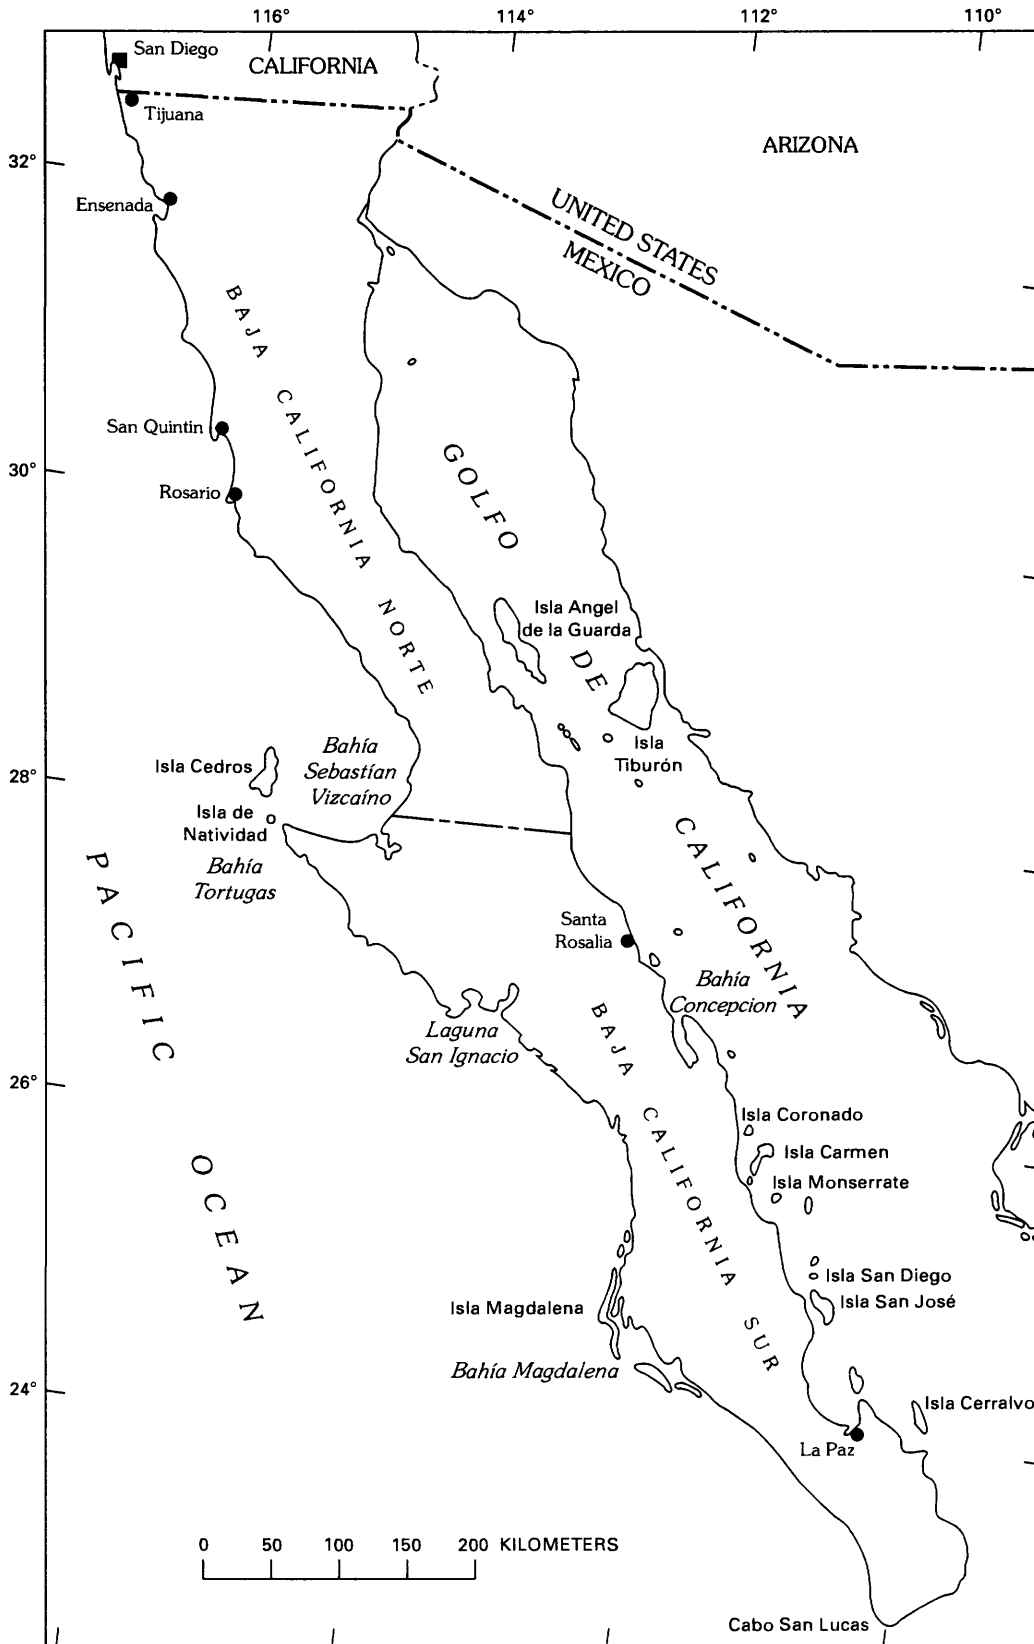 116° 114° 112° 110°
San Diego
CALIFORNIA
Tijuana
ARIZONA
32°
UNITED STATES
Ensenada
MEXICO
BAJA CALIFORNIA NORTE
San Quintin
GOLFO DE CALIFORNIA
30°
Rosario
Isla Angel
de la Guarda
Isla
Tiburón
Bahía
Sebastían
Vizcaíno
Isla Cedros
28°
Isla de
Natividad
Bahía
Tortugas
PACIFIC OCEAN
Santa
Rosalia
Bahía
Concepcion
BAJA CALIFORNIA SUR
Laguna
San Ignacio
26°
Isla Coronado
Isla Carmen
Isla Monserrate
Isla San Diego
Isla San José
Isla Magdalena
Bahía Magdalena
24°
Isla Cerralvo
La Paz
0 50 100 150 200 KILOMETERS
Cabo San Lucas